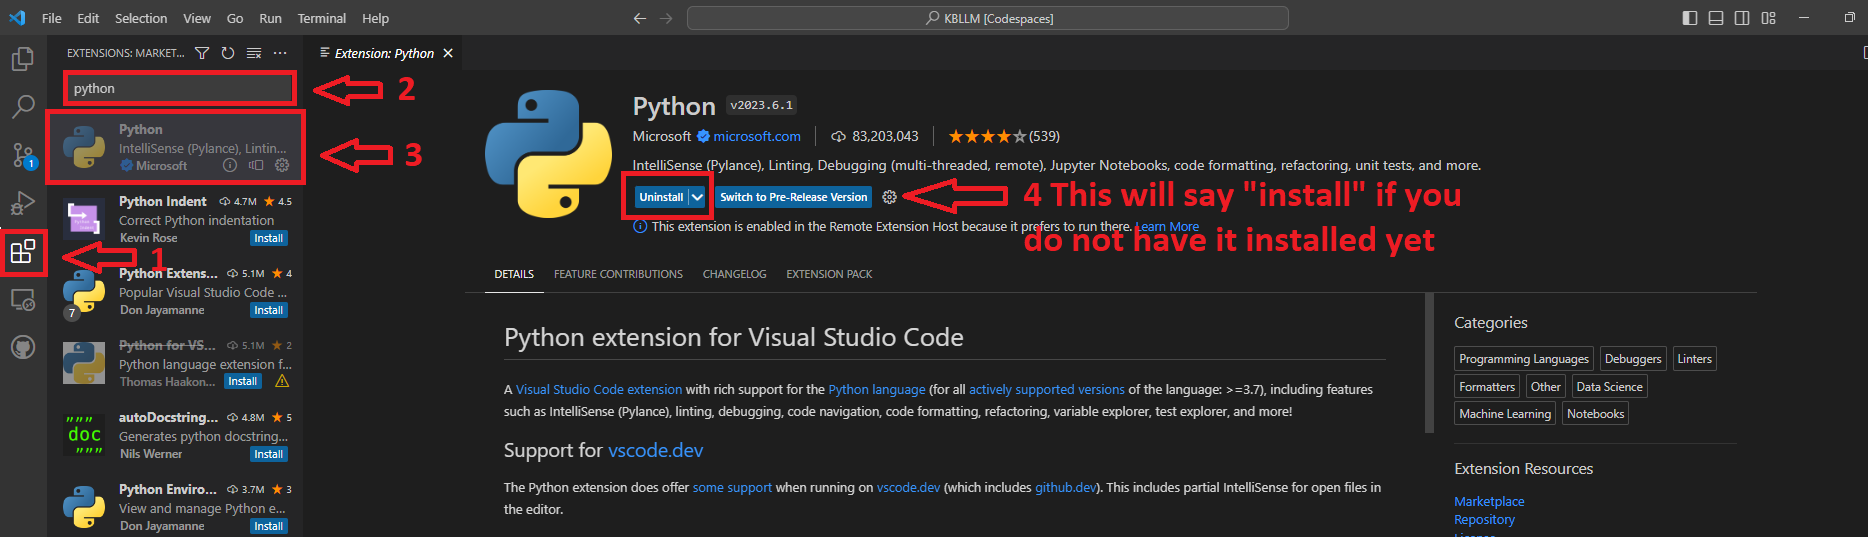 File Edit Selection View Go Run Terminal Help
KBLLM [Codespaces]
EXTENSIONS: MARKET...
python
2
Python
IntelliSense (Pylance), Lintin...
Microsoft
3
1
Python Indent 4.7M 4.5
Correct Python indentation
Kevin Rose Install
1
Python Extens... 5.1M 4
Popular Visual Studio Code ...
Don Jayamanne Install
7
Python for VS... 5.1M 2
Python language extension f...
Thomas Haakon... Install
autoDocstring... 4.8M 5
Generates python docstring...
Nils Werner Install
"""
doc
"""
Python Enviro... 3.7M 3
View and manage Python e...
Don Jayamanne Install
Extension: Python
Python v2023.6.1
Microsoft microsoft.com 83,203,043 (539)
IntelliSense (Pylance), Linting, Debugging (multi-threaded, remote), Jupyter Notebooks, code formatting, refactoring, unit tests, and more.
Uninstall Switch to Pre-Release Version
4 This will say "install" if you
do not have it installed yet
This extension is enabled in the Remote Extension Host because it prefers to run there. Learn More
DETAILS FEATURE CONTRIBUTIONS CHANGELOG EXTENSION PACK
Python extension for Visual Studio Code
A Visual Studio Code extension with rich support for the Python language (for all actively supported versions of the language: >=3.7), including features
such as IntelliSense (Pylance), linting, debugging, code navigation, code formatting, refactoring, variable explorer, test explorer, and more!
Support for vscode.dev
The Python extension does offer some support when running on vscode.dev (which includes github.dev). This includes partial IntelliSense for open files in
the editor.
Categories
Programming Languages Debuggers Linters
Formatters Other Data Science
Machine Learning Notebooks
Extension Resources
Marketplace
Repository